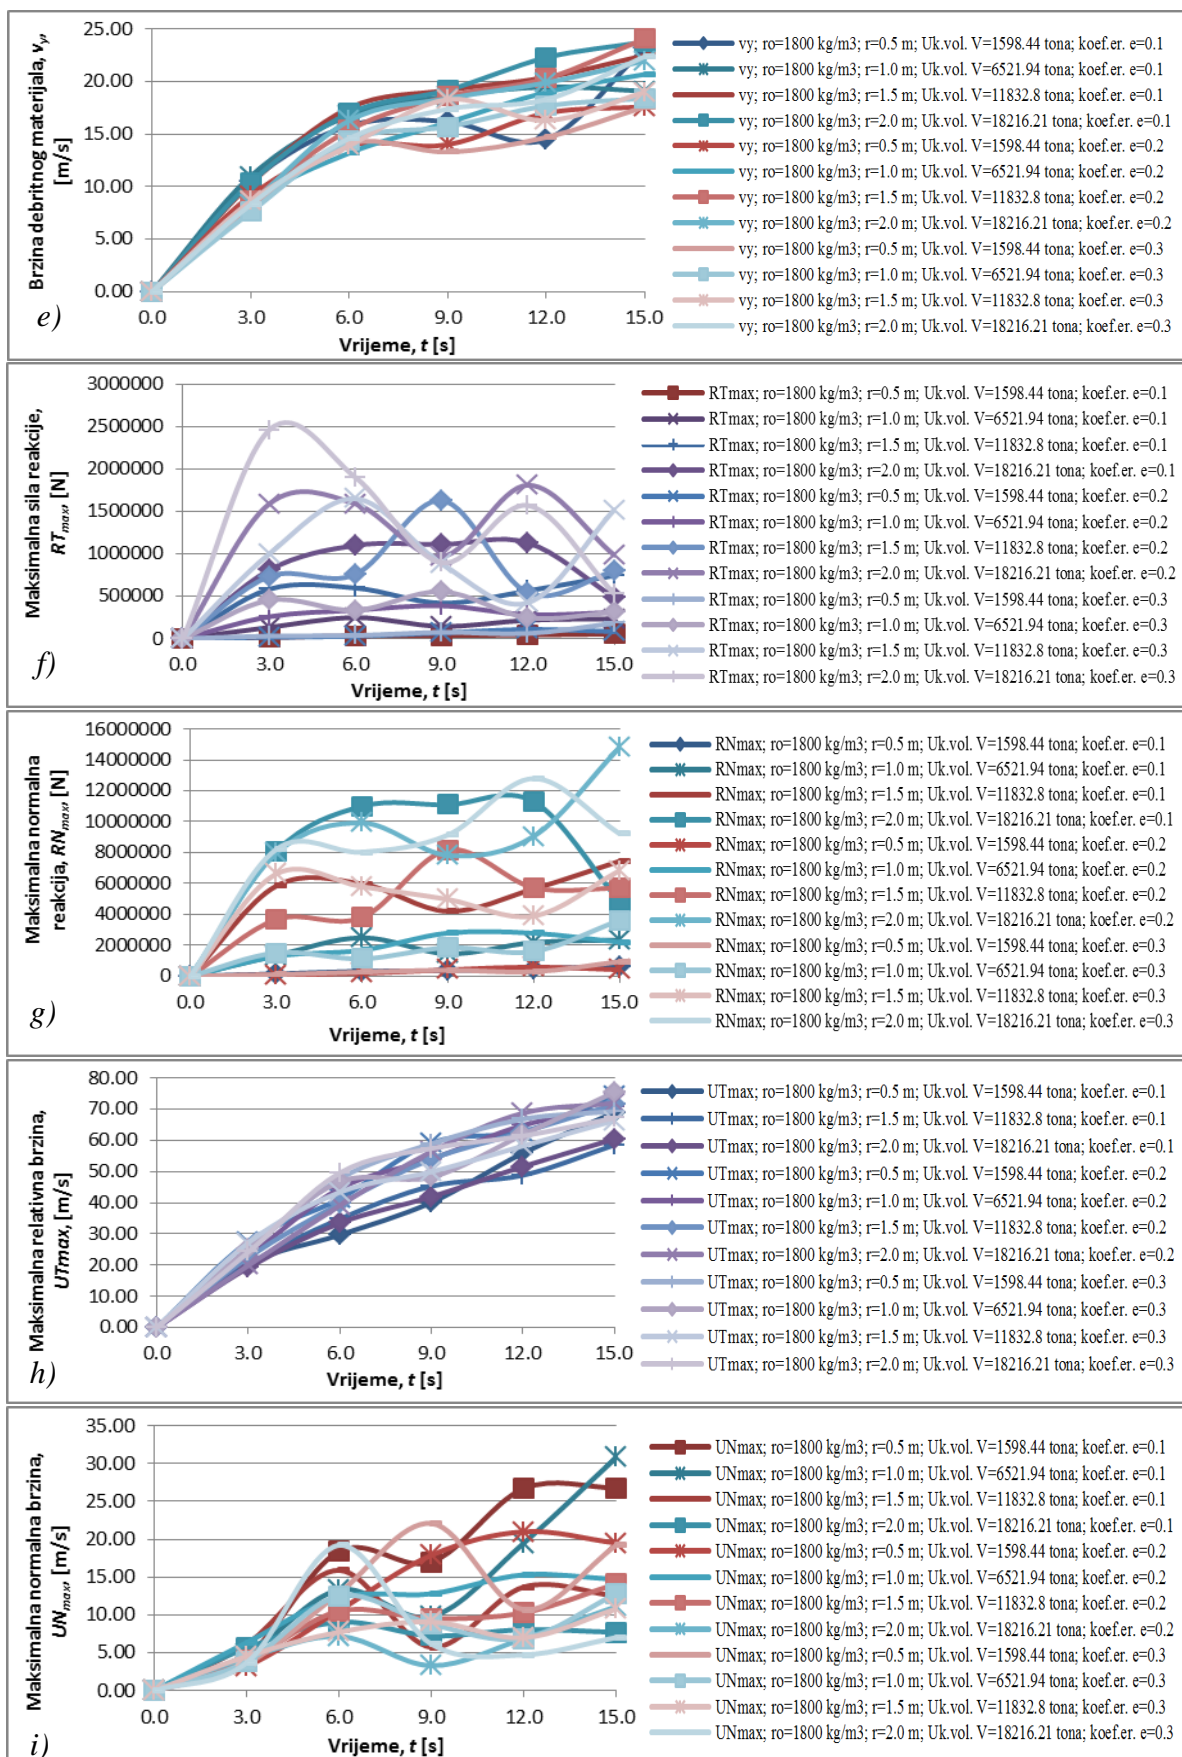 Brzina debritnog materijala, vy,
[m/s]
25.00
20.00
15.00
10.00
5.00
0.00
0.0 3.0 6.0 9.0 12.0 15.0
Vrijeme, t [s]
e)
vy; ro=1800 kg/m3; r=0.5 m; Uk.vol. V=1598.44 tona; koef.er. e=0.1
vy; ro=1800 kg/m3; r=1.0 m; Uk.vol. V=6521.94 tona; koef.er. e=0.1
vy; ro=1800 kg/m3; r=1.5 m; Uk.vol. V=11832.8 tona; koef.er. e=0.1
vy; ro=1800 kg/m3; r=2.0 m; Uk.vol. V=18216.21 tona; koef.er. e=0.1
vy; ro=1800 kg/m3; r=0.5 m; Uk.vol. V=1598.44 tona; koef.er. e=0.2
vy; ro=1800 kg/m3; r=1.0 m; Uk.vol. V=6521.94 tona; koef.er. e=0.2
vy; ro=1800 kg/m3; r=1.5 m; Uk.vol. V=11832.8 tona; koef.er. e=0.2
vy; ro=1800 kg/m3; r=2.0 m; Uk.vol. V=18216.21 tona; koef.er. e=0.2
vy; ro=1800 kg/m3; r=0.5 m; Uk.vol. V=1598.44 tona; koef.er. e=0.3
vy; ro=1800 kg/m3; r=1.0 m; Uk.vol. V=6521.94 tona; koef.er. e=0.3
vy; ro=1800 kg/m3; r=1.5 m; Uk.vol. V=11832.8 tona; koef.er. e=0.3
vy; ro=1800 kg/m3; r=2.0 m; Uk.vol. V=18216.21 tona; koef.er. e=0.3
Maksimalna sila reakcije,
RTmax, [N]
3000000
2500000
2000000
1500000
1000000
500000
0
0.0 3.0 6.0 9.0 12.0 15.0
Vrijeme, t [s]
f)
RTmax; ro=1800 kg/m3; r=0.5 m; Uk.vol. V=1598.44 tona; koef.er. e=0.1
RTmax; ro=1800 kg/m3; r=1.0 m; Uk.vol. V=6521.94 tona; koef.er. e=0.1
RTmax; ro=1800 kg/m3; r=1.5 m; Uk.vol. V=11832.8 tona; koef.er. e=0.1
RTmax; ro=1800 kg/m3; r=2.0 m; Uk.vol. V=18216.21 tona; koef.er. e=0.1
RTmax; ro=1800 kg/m3; r=0.5 m; Uk.vol. V=1598.44 tona; koef.er. e=0.2
RTmax; ro=1800 kg/m3; r=1.0 m; Uk.vol. V=6521.94 tona; koef.er. e=0.2
RTmax; ro=1800 kg/m3; r=1.5 m; Uk.vol. V=11832.8 tona; koef.er. e=0.2
RTmax; ro=1800 kg/m3; r=2.0 m; Uk.vol. V=18216.21 tona; koef.er. e=0.2
RTmax; ro=1800 kg/m3; r=0.5 m; Uk.vol. V=1598.44 tona; koef.er. e=0.3
RTmax; ro=1800 kg/m3; r=1.0 m; Uk.vol. V=6521.94 tona; koef.er. e=0.3
RTmax; ro=1800 kg/m3; r=1.5 m; Uk.vol. V=11832.8 tona; koef.er. e=0.3
RTmax; ro=1800 kg/m3; r=2.0 m; Uk.vol. V=18216.21 tona; koef.er. e=0.3
Maksimalna normalna
reakcija, RNmax, [N]
16000000
14000000
12000000
10000000
8000000
6000000
4000000
2000000
0
0.0 3.0 6.0 9.0 12.0 15.0
Vrijeme, t [s]
g)
RNmax; ro=1800 kg/m3; r=0.5 m; Uk.vol. V=1598.44 tona; koef.er. e=0.1
RNmax; ro=1800 kg/m3; r=1.0 m; Uk.vol. V=6521.94 tona; koef.er. e=0.1
RNmax; ro=1800 kg/m3; r=1.5 m; Uk.vol. V=11832.8 tona; koef.er. e=0.1
RNmax; ro=1800 kg/m3; r=2.0 m; Uk.vol. V=18216.21 tona; koef.er. e=0.1
RNmax; ro=1800 kg/m3; r=0.5 m; Uk.vol. V=1598.44 tona; koef.er. e=0.2
RNmax; ro=1800 kg/m3; r=1.0 m; Uk.vol. V=6521.94 tona; koef.er. e=0.2
RNmax; ro=1800 kg/m3; r=1.5 m; Uk.vol. V=11832.8 tona; koef.er. e=0.2
RNmax; ro=1800 kg/m3; r=2.0 m; Uk.vol. V=18216.21 tona; koef.er. e=0.2
RNmax; ro=1800 kg/m3; r=0.5 m; Uk.vol. V=1598.44 tona; koef.er. e=0.3
RNmax; ro=1800 kg/m3; r=1.0 m; Uk.vol. V=6521.94 tona; koef.er. e=0.3
RNmax; ro=1800 kg/m3; r=1.5 m; Uk.vol. V=11832.8 tona; koef.er. e=0.3
RNmax; ro=1800 kg/m3; r=2.0 m; Uk.vol. V=18216.21 tona; koef.er. e=0.3
Maksimalna relativna brzina,
UTmax, [m/s]
80.00
70.00
60.00
50.00
40.00
30.00
20.00
10.00
0.00
0.0 3.0 6.0 9.0 12.0 15.0
Vrijeme, t [s]
h)
UTmax; ro=1800 kg/m3; r=0.5 m; Uk.vol. V=1598.44 tona; koef.er. e=0.1
UTmax; ro=1800 kg/m3; r=1.5 m; Uk.vol. V=11832.8 tona; koef.er. e=0.1
UTmax; ro=1800 kg/m3; r=2.0 m; Uk.vol. V=18216.21 tona; koef.er. e=0.1
UTmax; ro=1800 kg/m3; r=0.5 m; Uk.vol. V=1598.44 tona; koef.er. e=0.2
UTmax; ro=1800 kg/m3; r=1.0 m; Uk.vol. V=6521.94 tona; koef.er. e=0.2
UTmax; ro=1800 kg/m3; r=1.5 m; Uk.vol. V=11832.8 tona; koef.er. e=0.2
UTmax; ro=1800 kg/m3; r=2.0 m; Uk.vol. V=18216.21 tona; koef.er. e=0.2
UTmax; ro=1800 kg/m3; r=0.5 m; Uk.vol. V=1598.44 tona; koef.er. e=0.3
UTmax; ro=1800 kg/m3; r=1.0 m; Uk.vol. V=6521.94 tona; koef.er. e=0.3
UTmax; ro=1800 kg/m3; r=1.5 m; Uk.vol. V=11832.8 tona; koef.er. e=0.3
UTmax; ro=1800 kg/m3; r=2.0 m; Uk.vol. V=18216.21 tona; koef.er. e=0.3
Maksimalna normalna brzina,
UNmax, [m/s]
35.00
30.00
25.00
20.00
15.00
10.00
5.00
0.00
0.0 3.0 6.0 9.0 12.0 15.0
Vrijeme, t [s]
i)
UNmax; ro=1800 kg/m3; r=0.5 m; Uk.vol. V=1598.44 tona; koef.er. e=0.1
UNmax; ro=1800 kg/m3; r=1.0 m; Uk.vol. V=6521.94 tona; koef.er. e=0.1
UNmax; ro=1800 kg/m3; r=1.5 m; Uk.vol. V=11832.8 tona; koef.er. e=0.1
UNmax; ro=1800 kg/m3; r=2.0 m; Uk.vol. V=18216.21 tona; koef.er. e=0.1
UNmax; ro=1800 kg/m3; r=0.5 m; Uk.vol. V=1598.44 tona; koef.er. e=0.2
UNmax; ro=1800 kg/m3; r=1.0 m; Uk.vol. V=6521.94 tona; koef.er. e=0.2
UNmax; ro=1800 kg/m3; r=1.5 m; Uk.vol. V=11832.8 tona; koef.er. e=0.2
UNmax; ro=1800 kg/m3; r=2.0 m; Uk.vol. V=18216.21 tona; koef.er. e=0.2
UNmax; ro=1800 kg/m3; r=0.5 m; Uk.vol. V=1598.44 tona; koef.er. e=0.3
UNmax; ro=1800 kg/m3; r=1.0 m; Uk.vol. V=6521.94 tona; koef.er. e=0.3
UNmax; ro=1800 kg/m3; r=1.5 m; Uk.vol. V=11832.8 tona; koef.er. e=0.3
UNmax; ro=1800 kg/m3; r=2.0 m; Uk.vol. V=18216.21 tona; koef.er. e=0.3